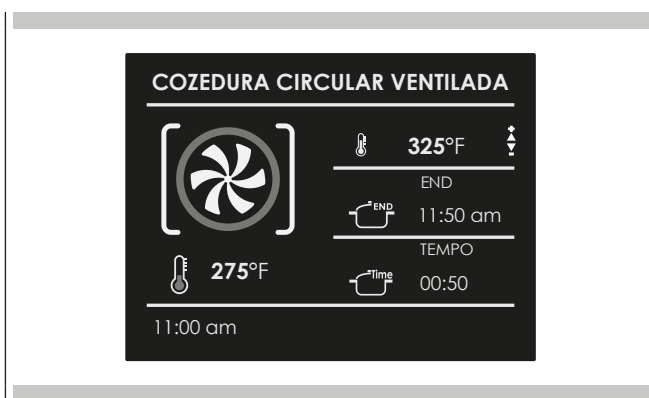 COZEDURA CIRCULAR VENTILADA
325°F
END
END
11:50 am
275°F
TEMPO
Time
00:50
11:00 am